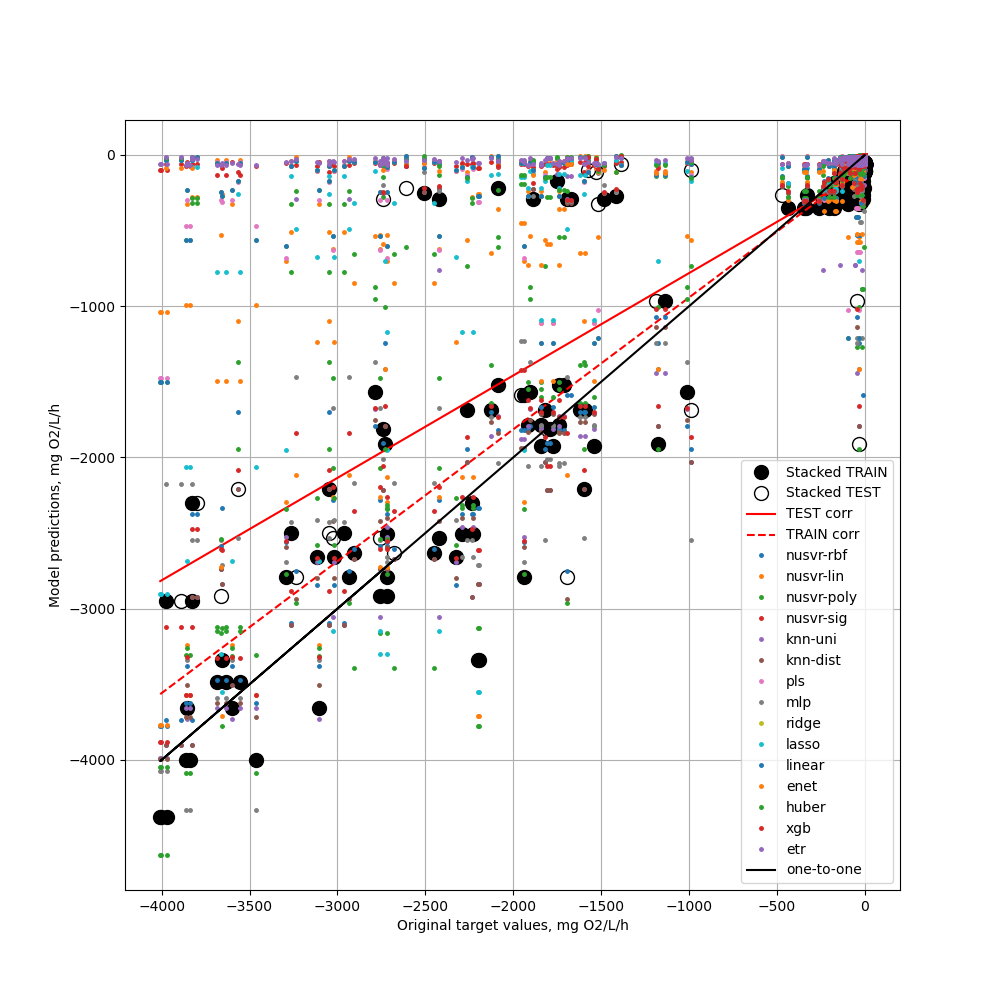 0
−1000
−2000
−3000
−4000
Model predictions, mg O2/L/h
−4000 −3500 −3000 −2500 −2000 −1500 −1000 −500 0
Original target values, mg O2/L/h
Stacked TRAIN
Stacked TEST
TEST corr
TRAIN corr
nusvr-rbf
nusvr-lin
nusvr-poly
nusvr-sig
knn-uni
knn-dist
pls
mlp
ridge
lasso
linear
enet
huber
xgb
etr
one-to-one